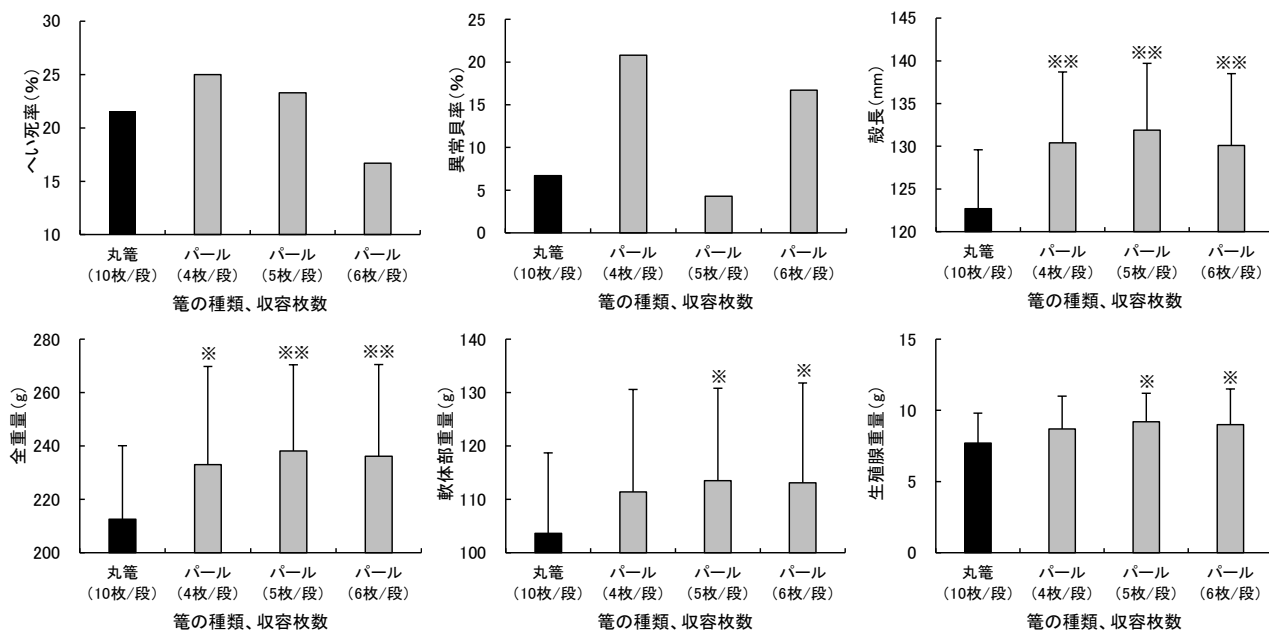 へい死率(%)
30
25
20
15
10
丸篭 パール パール パール
(10枚/段) (4枚/段) (5枚/段) (6枚/段)
篭の種類、収容枚数
異常貝率(%)
25
20
15
10
5
0
丸篭 パール パール パール
(10枚/段) (4枚/段) (5枚/段) (6枚/段)
篭の種類、収容枚数
殻長(mm)
145
140
135
130
125
120
※※ ※※ ※※
丸篭 パール パール パール
(10枚/段) (4枚/段) (5枚/段) (6枚/段)
篭の種類、収容枚数
全重量(g)
280
260
240
220
200
※ ※※ ※※
丸篭 パール パール パール
(10枚/段) (4枚/段) (5枚/段) (6枚/段)
篭の種類、収容枚数
軟体部重量(g)
140
130
120
110
100
※ ※
丸篭 パール パール パール
(10枚/段) (4枚/段) (5枚/段) (6枚/段)
篭の種類、収容枚数
生殖腺重量(g)
15
10
5
0
※ ※
丸篭 パール パール パール
(10枚/段) (4枚/段) (5枚/段) (6枚/段)
篭の種類、収容枚数